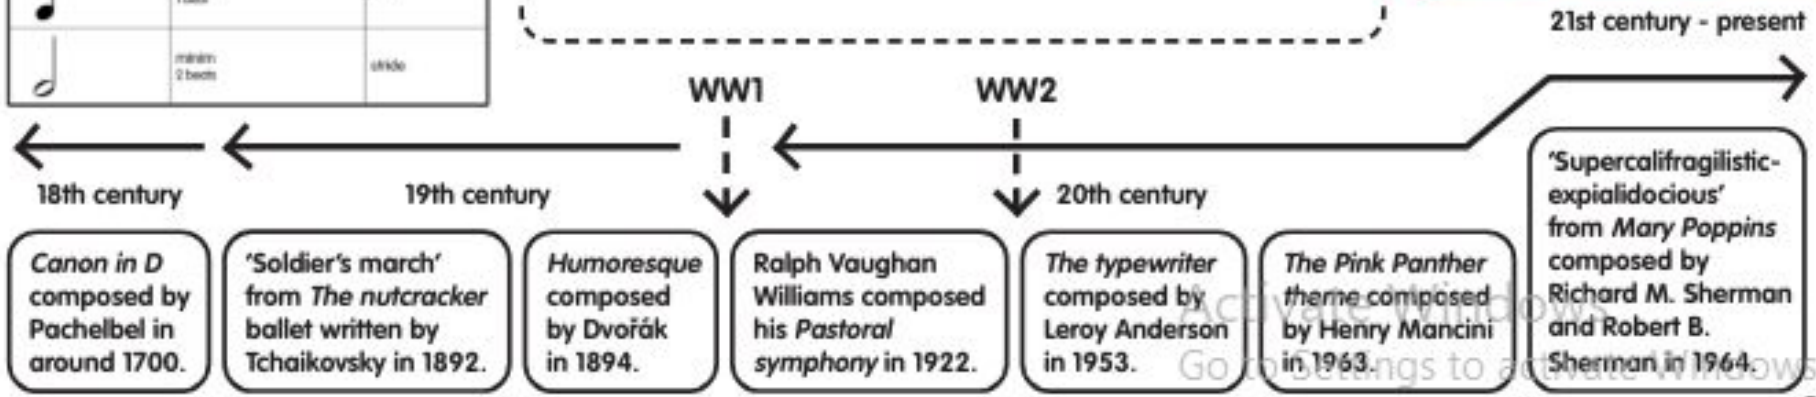 minim
2 beats
stride
21st century - present
WW1
WW2
18th century
19th century
20th century
Canon in D
composed by
Pachelbel in
around 1700.
'Soldier's march'
from The nutcracker
ballet written by
Tchaikovsky in 1892.
Humoresque
composed
by Dvořák
in 1894.
Ralph Vaughan
Williams composed
his Pastoral
symphony in 1922.
The typewriter
composed by
Leroy Anderson
in 1953.
The Pink Panther
theme composed
by Henry Mancini
in 1963.
'Supercalifragilistic-
expialidocious'
from Mary Poppins
composed by
Richard M. Sherman
and Robert B.
Sherman in 1964.
Activate Windows
Go to Settings to activate Windows